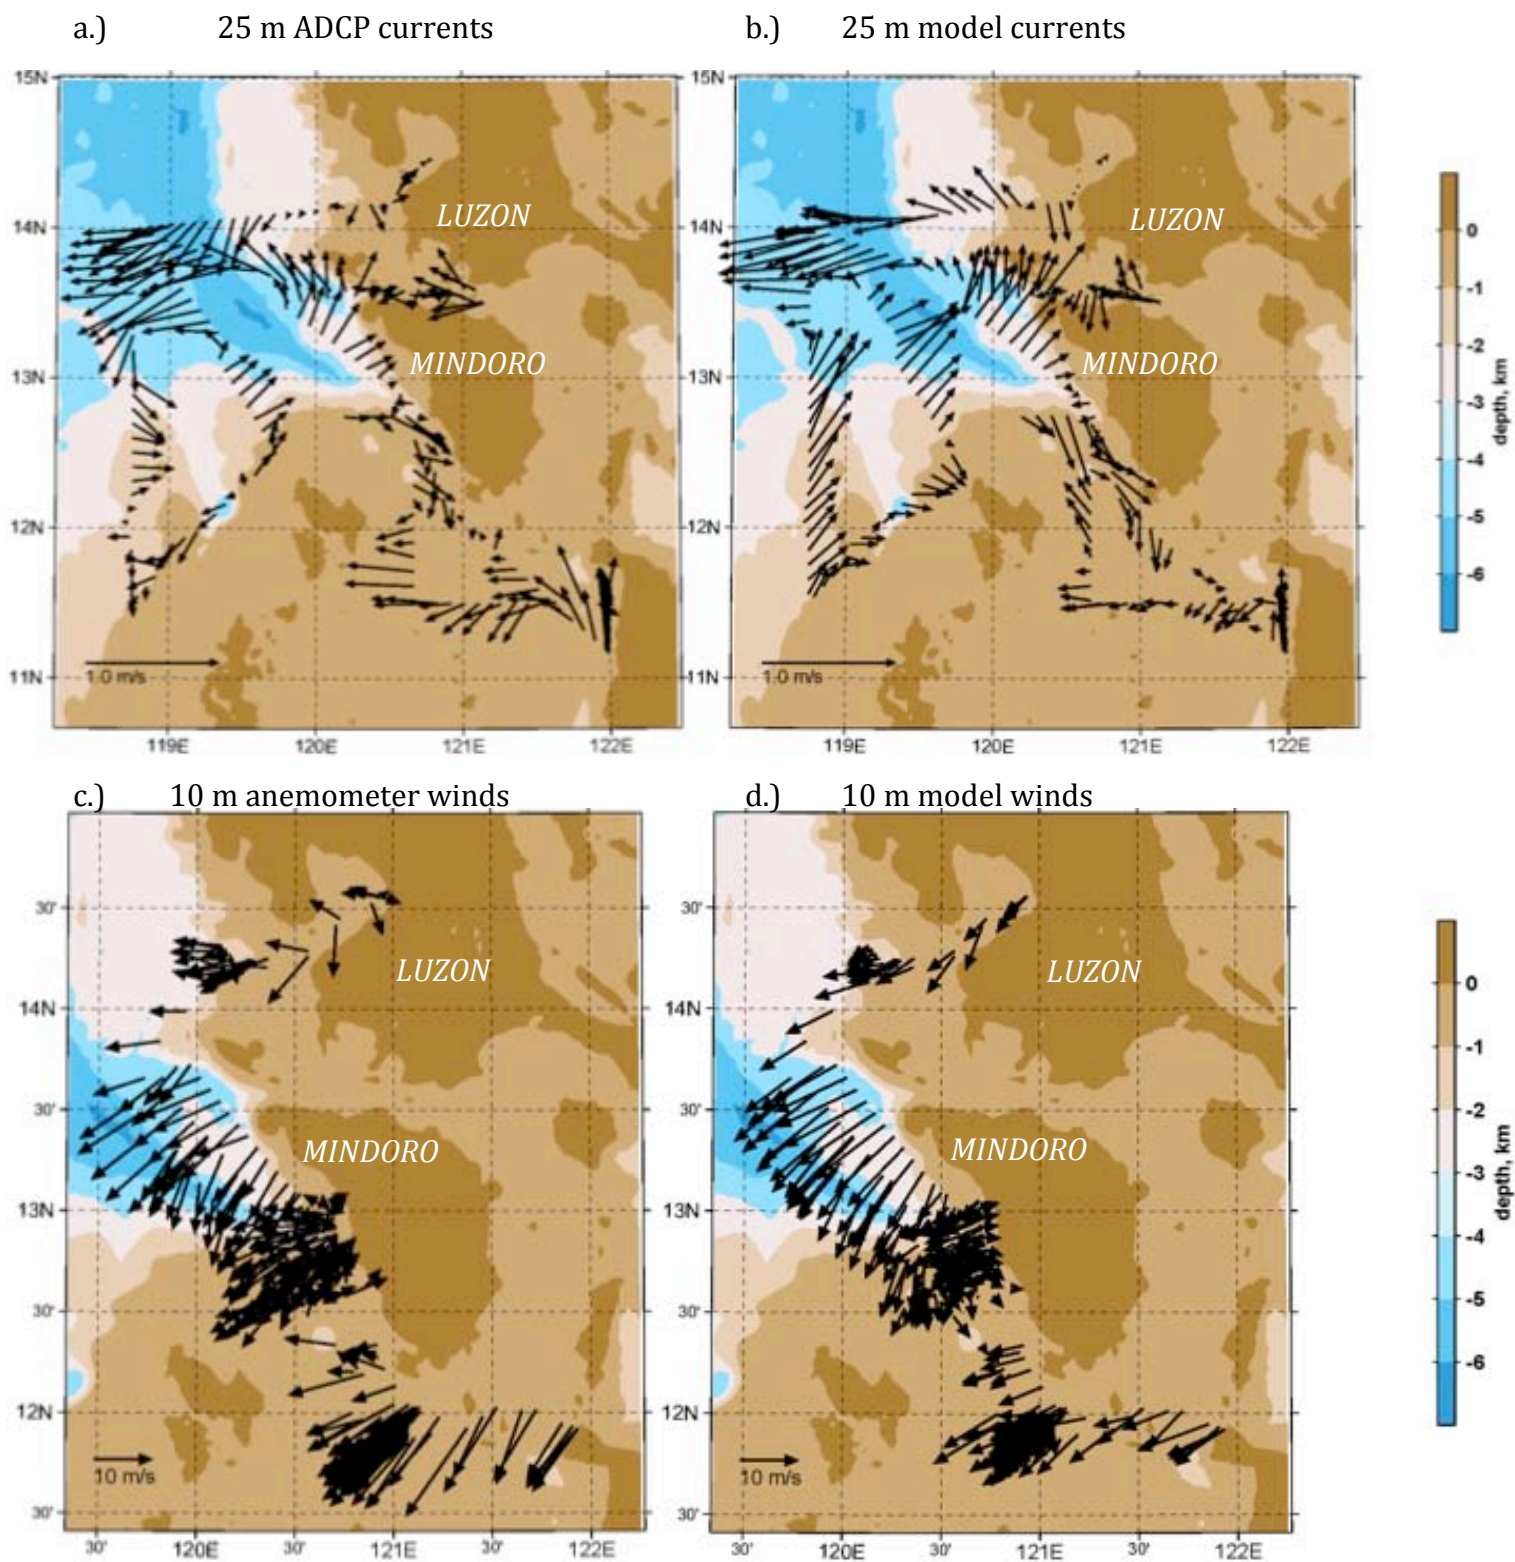 a.) 25 m ADCP currents
b.) 25 m model currents
15N
14N
13N
12N
11N
LUZON
MINDORO
1.0 m/s
119E 120E 121E 122E
15N
14N
13N
12N
11N
LUZON
MINDORO
1.0 m/s
119E 120E 121E 122E
0
-1
-2
-3
-4
-5
-6
depth, km
c.) 10 m anemometer winds
d.) 10 m model winds
30'
14N
30'
13N
30'
12N
30'
LUZON
MINDORO
10 m/s
30' 120E 30' 121E 30' 122E
30'
14N
30'
13N
30'
12N
30'
LUZON
MINDORO
10 m/s
30' 120E 30' 121E 30' 122E
0
-1
-2
-3
-4
-5
-6
depth, km